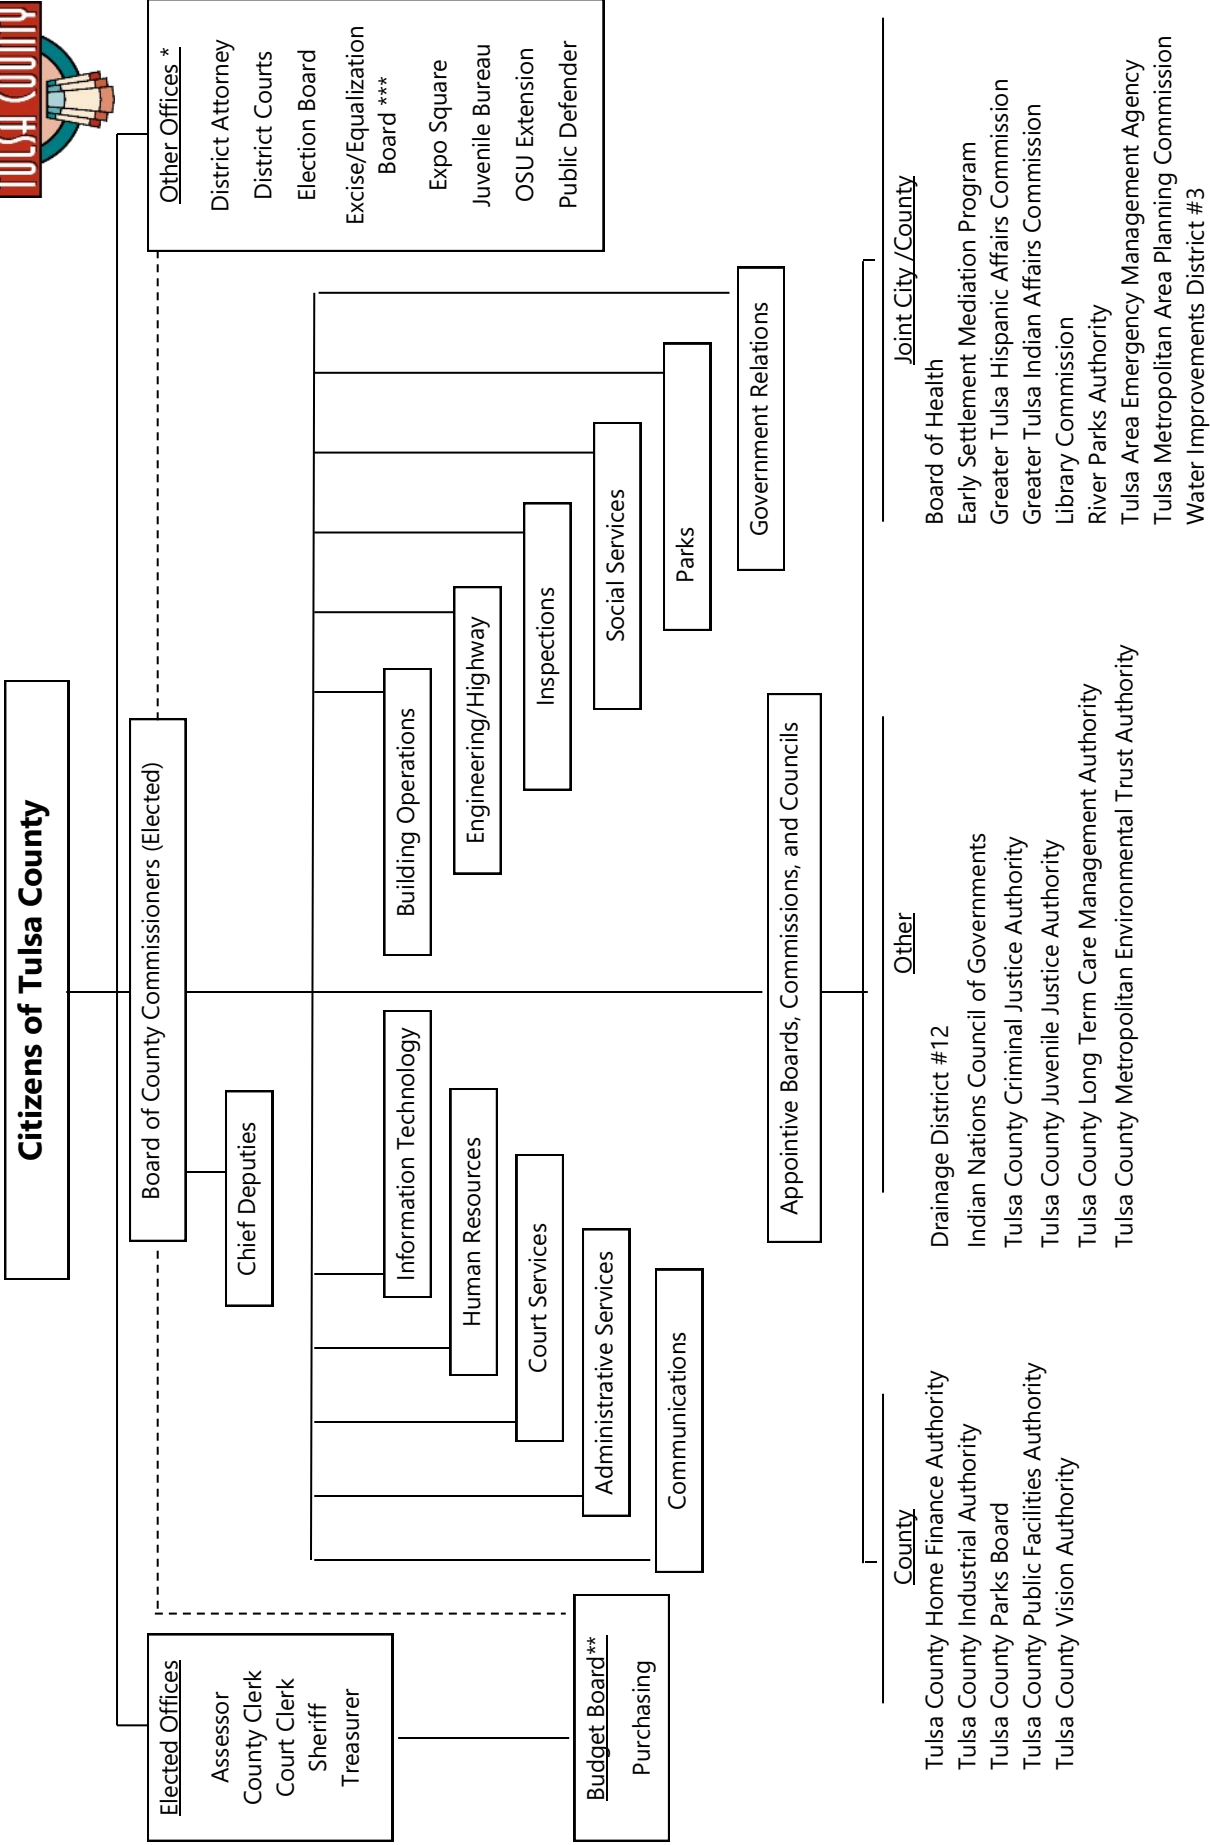 TULSA COUNTY
Citizens of Tulsa County
Board of County Commissioners (Elected)
Chief Deputies
Elected Offices
Assessor
County Clerk
Court Clerk
Sheriff
Treasurer
Other Offices *
District Attorney
District Courts
Election Board
Excise/Equalization
Board ***
Expo Square
Juvenile Bureau
OSU Extension
Public Defender
Budget Board**
Purchasing
Information Technology
Human Resources
Court Services
Administrative Services
Communications
Building Operations
Engineering/Highway
Inspections
Social Services
Parks
Government Relations
Appointive Boards, Commissions, and Councils
County
Tulsa County Home Finance Authority
Tulsa County Industrial Authority
Tulsa County Parks Board
Tulsa County Public Facilities Authority
Tulsa County Vision Authority
Other
Drainage District #12
Indian Nations Council of Governments
Tulsa County Criminal Justice Authority
Tulsa County Juvenile Justice Authority
Tulsa County Long Term Care Management Authority
Tulsa County Metropolitan Environmental Trust Authority
Joint City /County
Board of Health
Early Settlement Mediation Program
Greater Tulsa Hispanic Affairs Commission
Greater Tulsa Indian Affairs Commission
Library Commission
River Parks Authority
Tulsa Area Emergency Management Agency
Tulsa Metropolitan Area Planning Commission
Water Improvements District #3